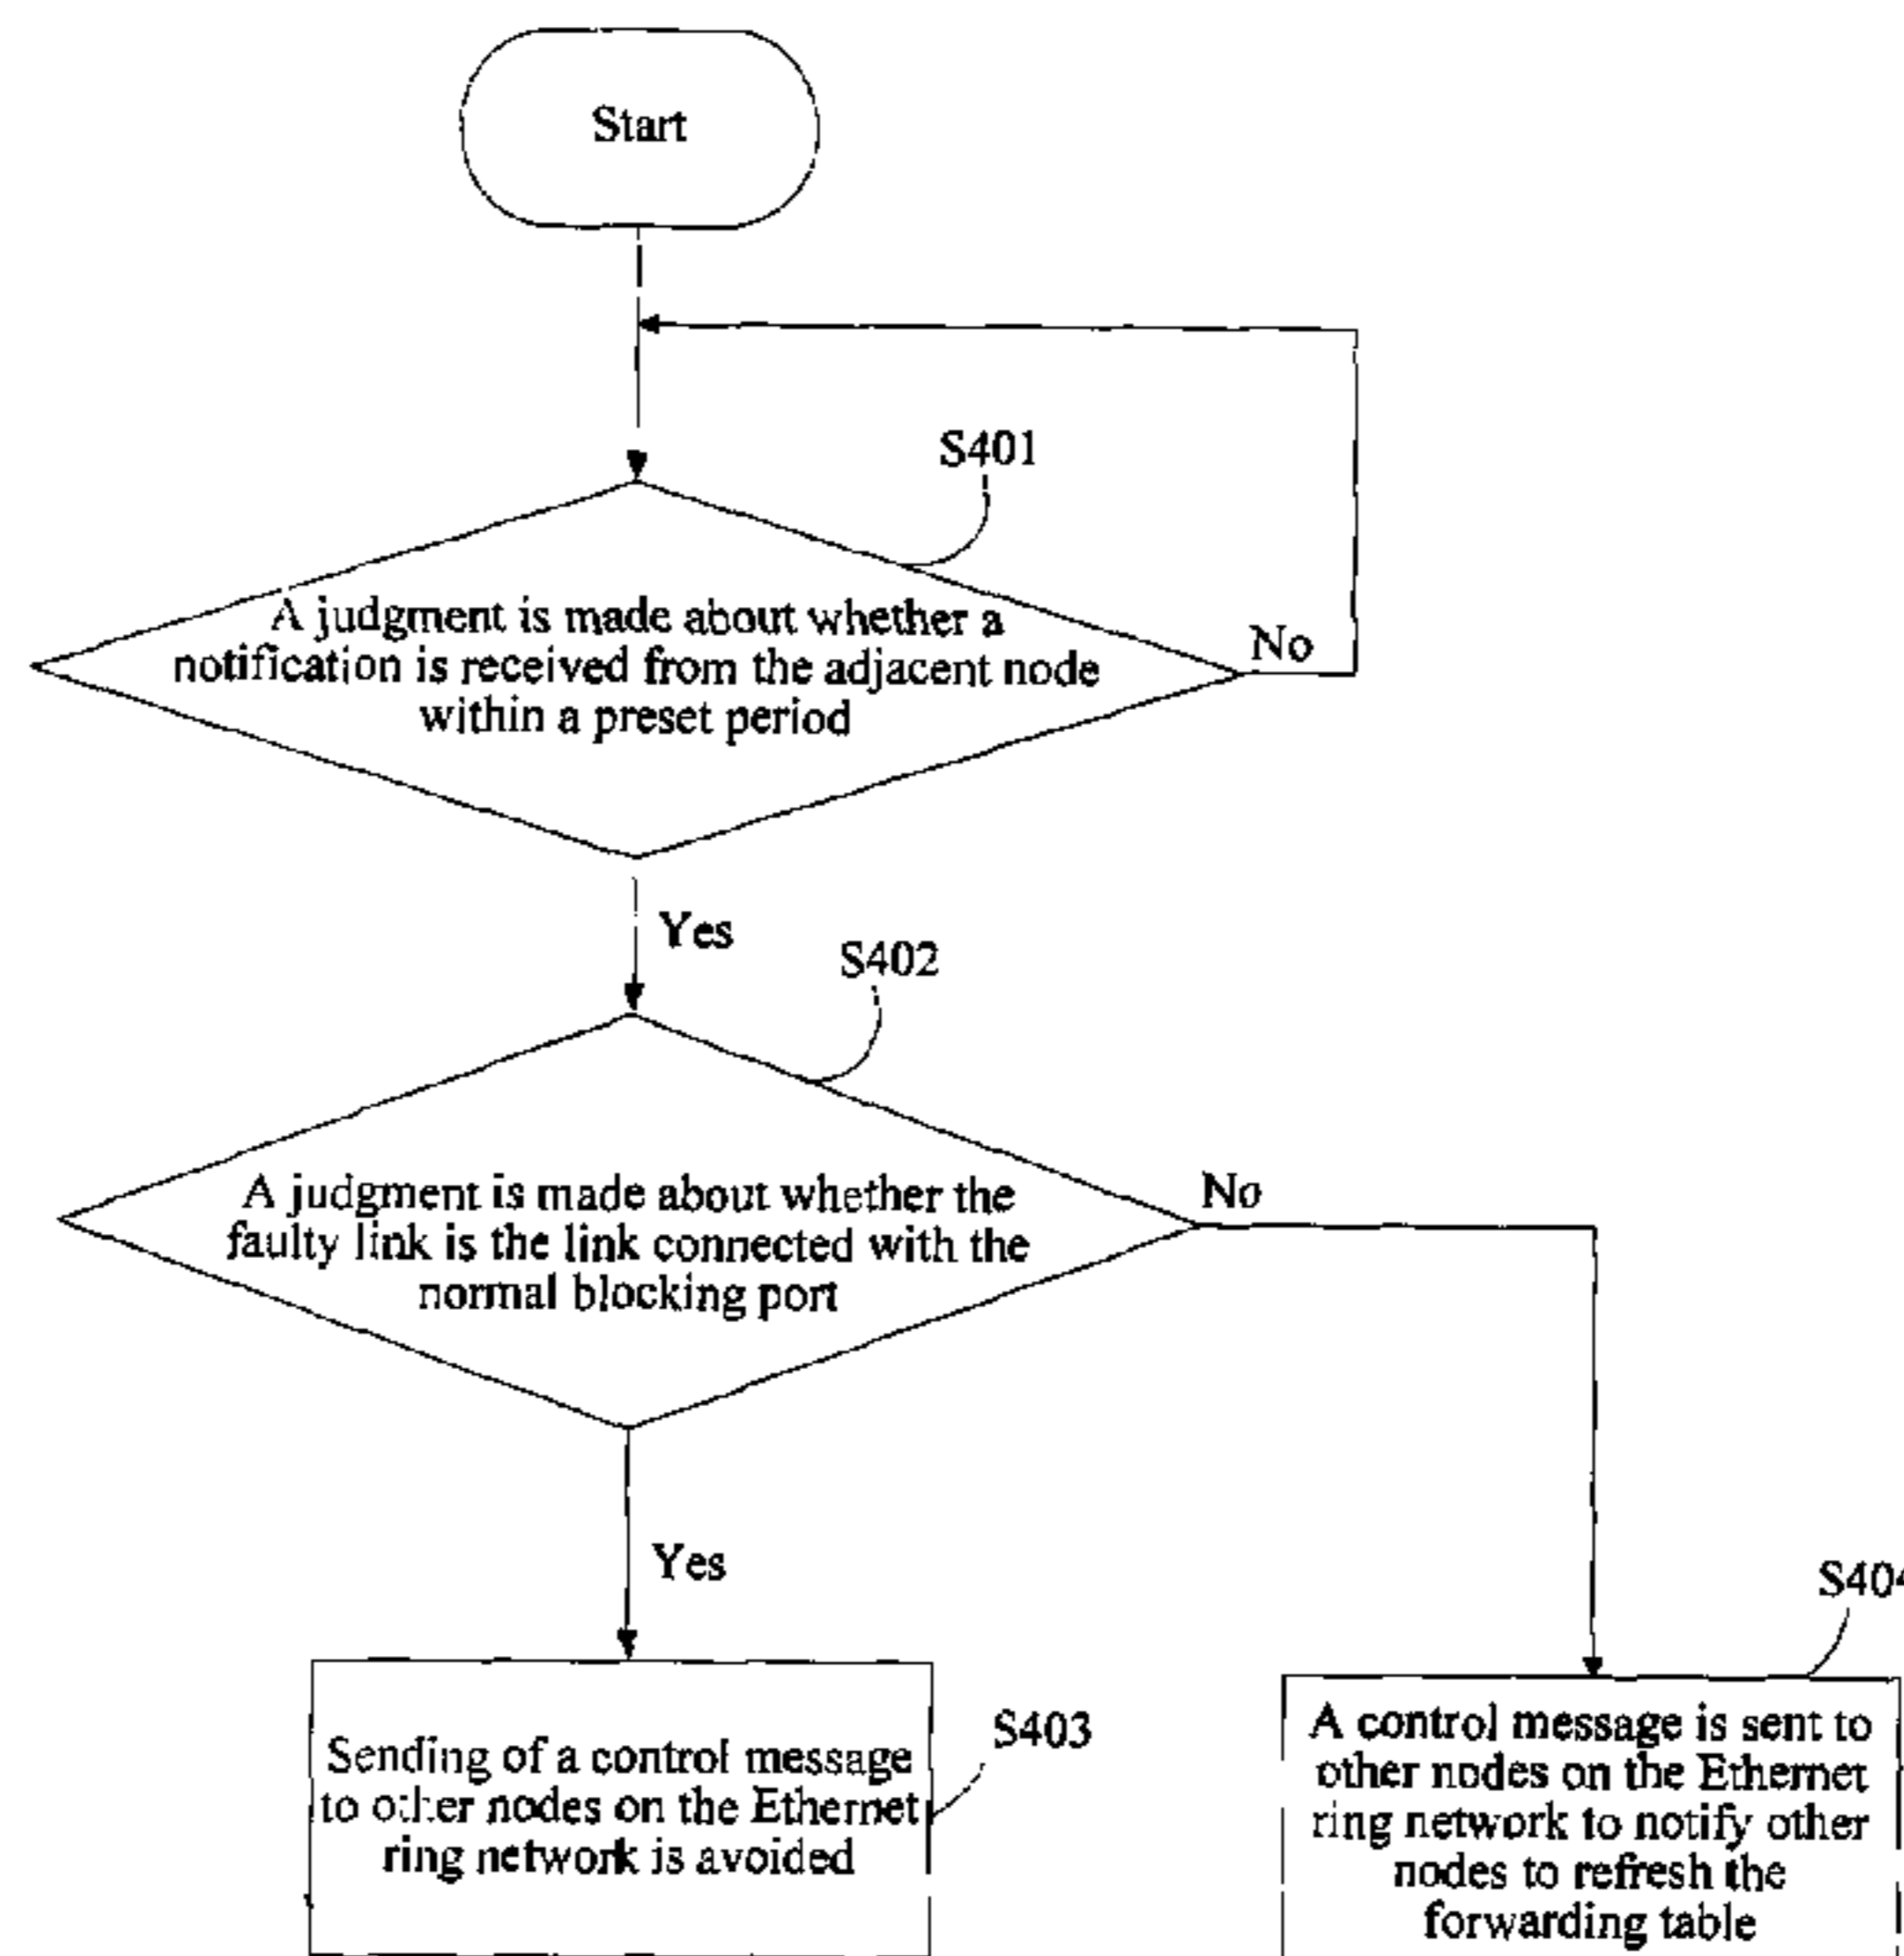 Start
S401
A judgment is made about whether a
notification is received from the adjacent node
within a preset period
No
Yes
S402
A judgment is made about whether the
faulty link is the link connected with the
normal blocking port
No
Yes
S403
Sending of a control message
to other nodes on the Ethernet
ring network is avoided
S404
A control message is sent to
other nodes on the Ethernet
ring network to notify other
nodes to refresh the
forwarding table